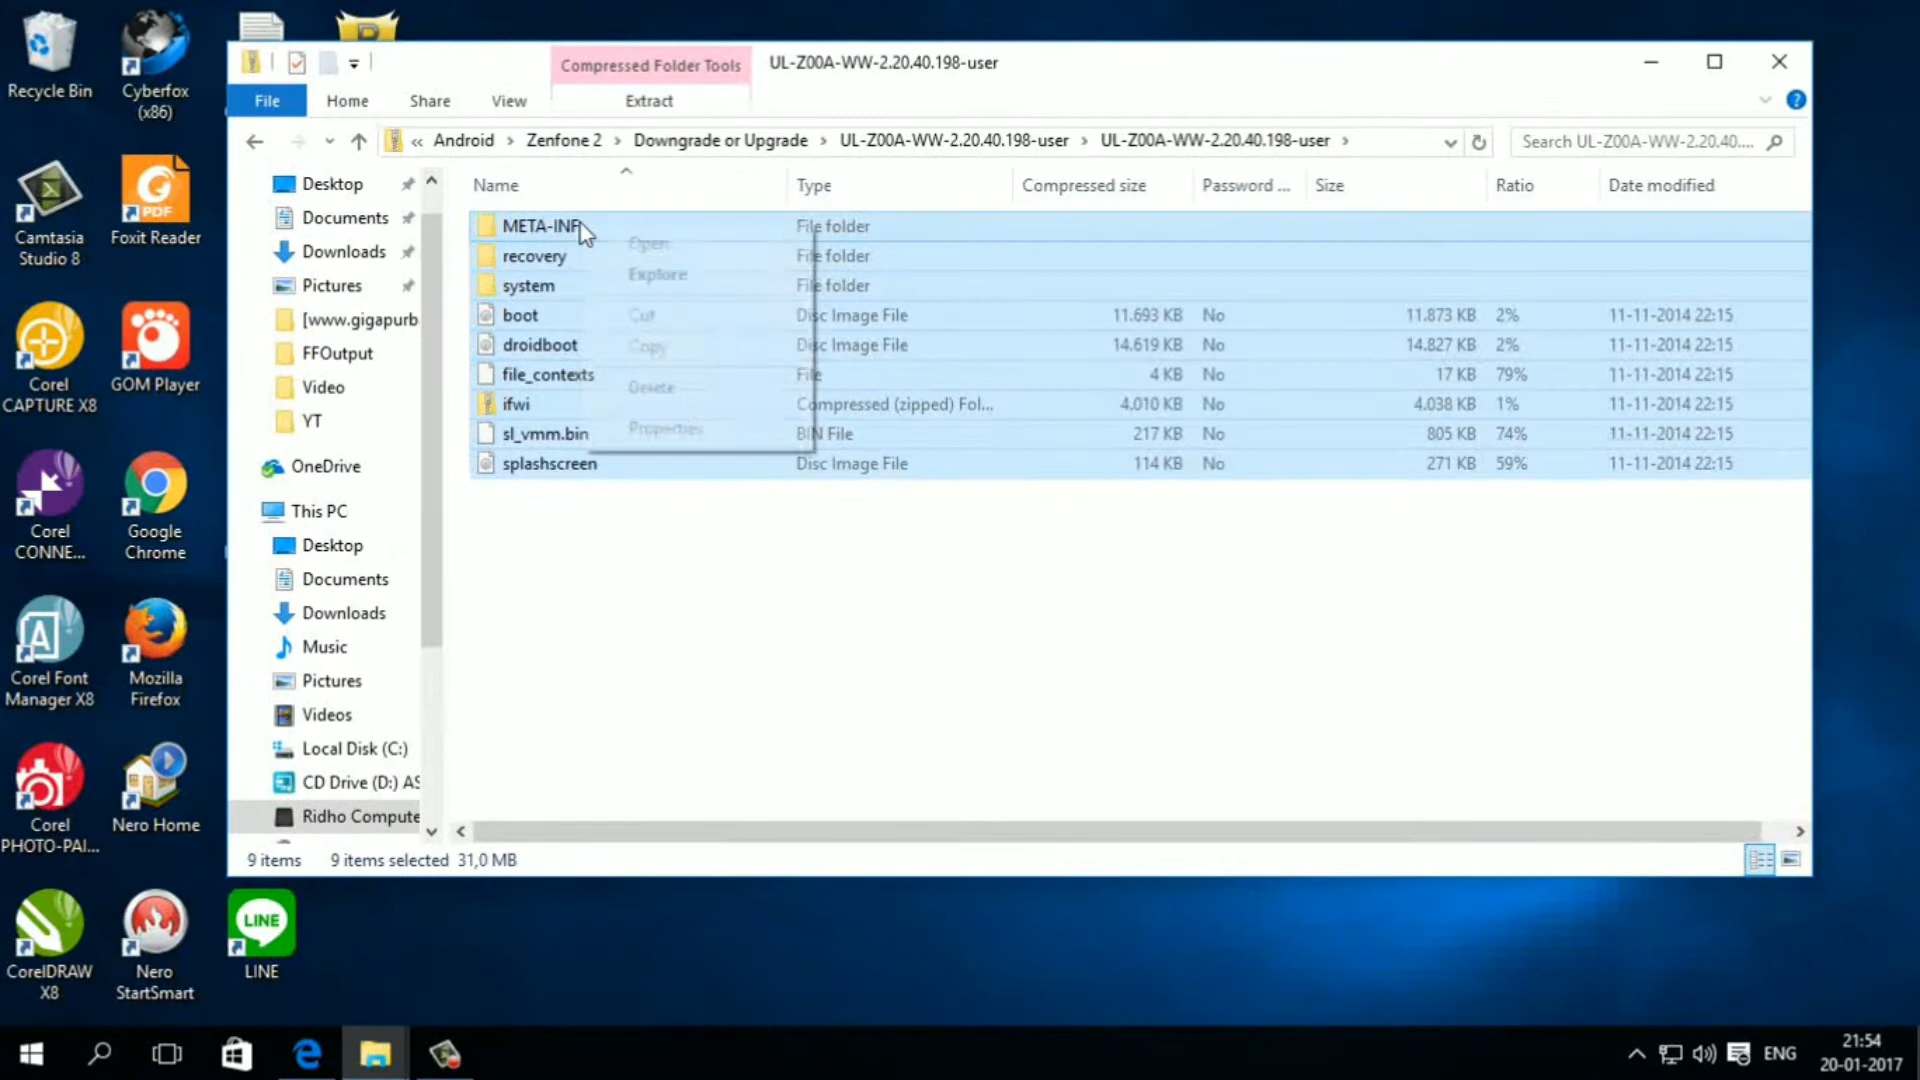 Compressed Folder Tools
UL-Z00A-WW-2.20.40.198-user
File
Home
Share
View
Extract
« Android › Zenfone 2 › Downgrade or Upgrade › UL-Z00A-WW-2.20.40.198-user › UL-Z00A-WW-2.20.40.198-user ›
Search UL-Z00A-WW-2.20.40....
Name
Type
Compressed size
Password ...
Size
Ratio
Date modified
META-INF File folder
recovery File folder
system File folder
boot Disc Image File 11.693 KB No 11.873 KB 2% 11-11-2014 22:15
droidboot Disc Image File 14.619 KB No 14.827 KB 2% 11-11-2014 22:15
file_contexts File 4 KB No 17 KB 79% 11-11-2014 22:15
ifwi Compressed (zipped) Fol... 4.010 KB No 4.038 KB 1% 11-11-2014 22:15
sl_vmm.bin BIN File 217 KB No 805 KB 74% 11-11-2014 22:15
splashscreen Disc Image File 114 KB No 271 KB 59% 11-11-2014 22:15
Open
Explore
Cut
Copy
Delete
Properties
Desktop
Documents
Downloads
Pictures
[www.gigapurb
FFOutput
Video
YT
OneDrive
This PC
Desktop
Documents
Downloads
Music
Pictures
Videos
Local Disk (C:)
CD Drive (D:) AS
Ridho Compute
9 items
9 items selected 31,0 MB
Recycle Bin
Cyberfox
(x86)
Camtasia
Studio 8
PDF
Foxit Reader
Corel
CAPTURE X8
GOM Player
Corel
CONNE...
Google
Chrome
Corel Font
Manager X8
Mozilla
Firefox
Corel
PHOTO-PAI...
Nero Home
CorelDRAW
X8
Nero
StartSmart
LINE
LINE
ENG
21:54
20-01-2017